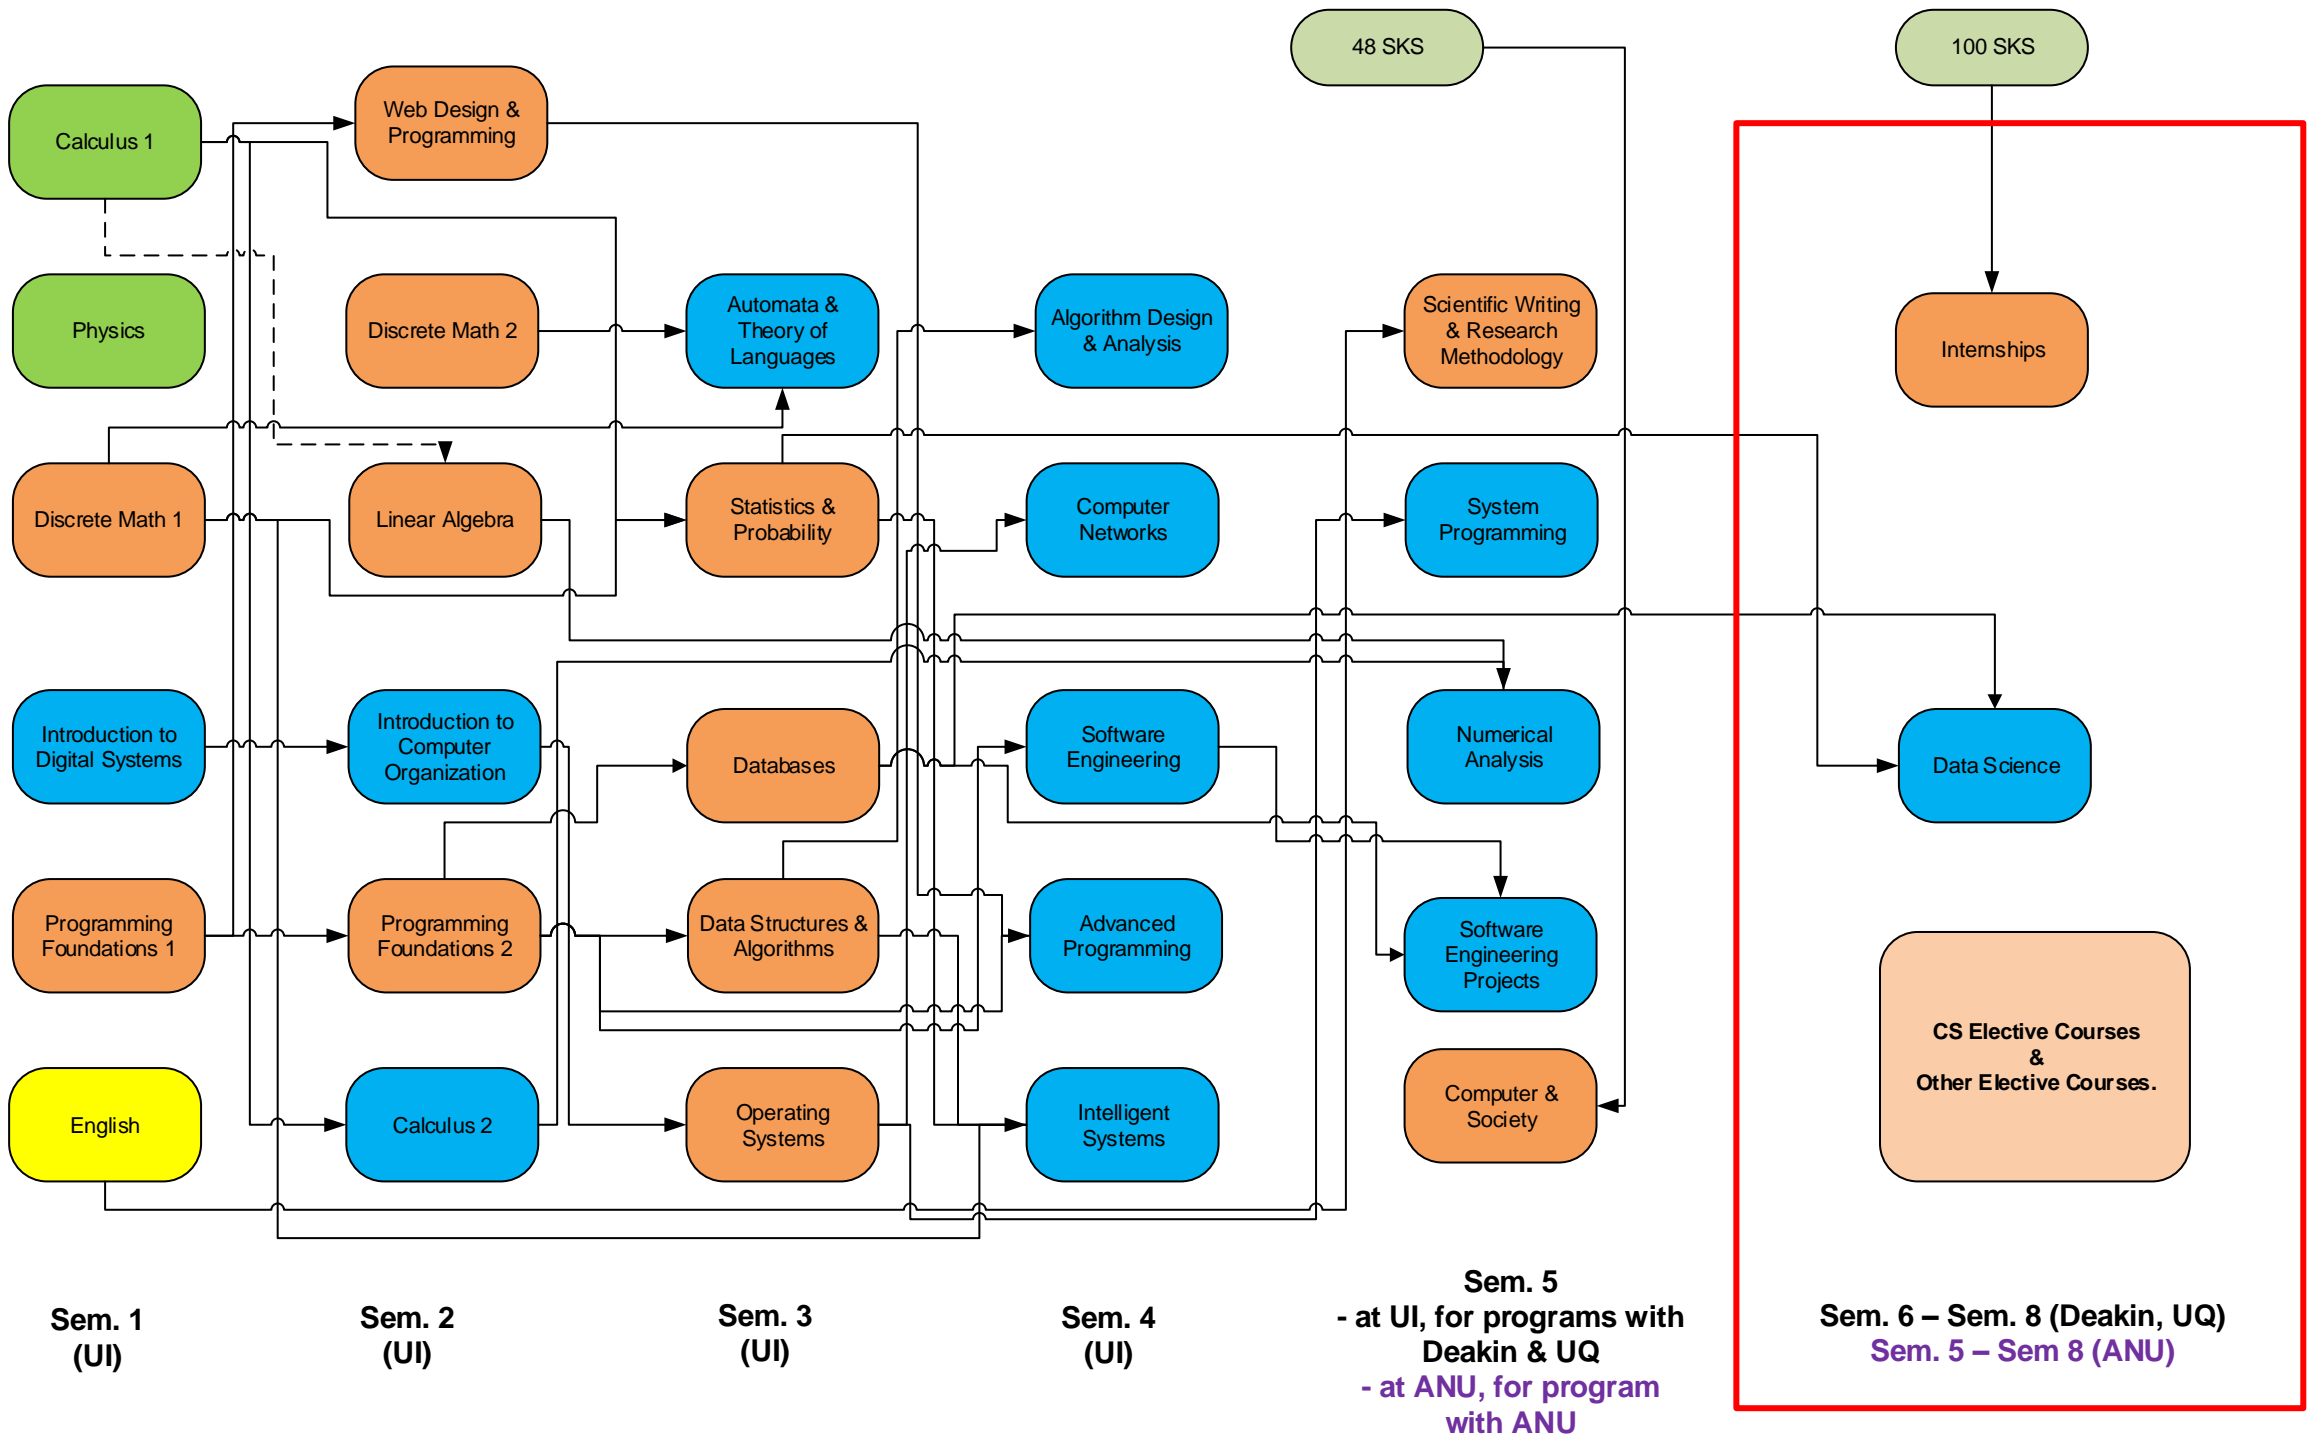 48 SKS
100 SKS
Calculus 1
Web Design &
Programming
Physics
Discrete Math 2
Automata &
Theory of
Languages
Algorithm Design
& Analysis
Scientific Writing
& Research
Methodology
Internships
Discrete Math 1
Linear Algebra
Statistics &
Probability
Computer
Networks
System
Programming
Introduction to
Digital Systems
Introduction to
Computer
Organization
Databases
Software
Engineering
Numerical
Analysis
Data Science
Programming
Foundations 1
Programming
Foundations 2
Data Structures &
Algorithms
Advanced
Programming
Software
Engineering
Projects
CS Elective Courses
&
Other Elective Courses.
English
Calculus 2
Operating
Systems
Intelligent
Systems
Computer &
Society
Sem. 1
(UI)
Sem. 2
(UI)
Sem. 3
(UI)
Sem. 4
(UI)
Sem. 5
- at UI, for programs with
Deakin & UQ
- at ANU, for program
with ANU
Sem. 6 – Sem. 8 (Deakin, UQ)
Sem. 5 – Sem 8 (ANU)